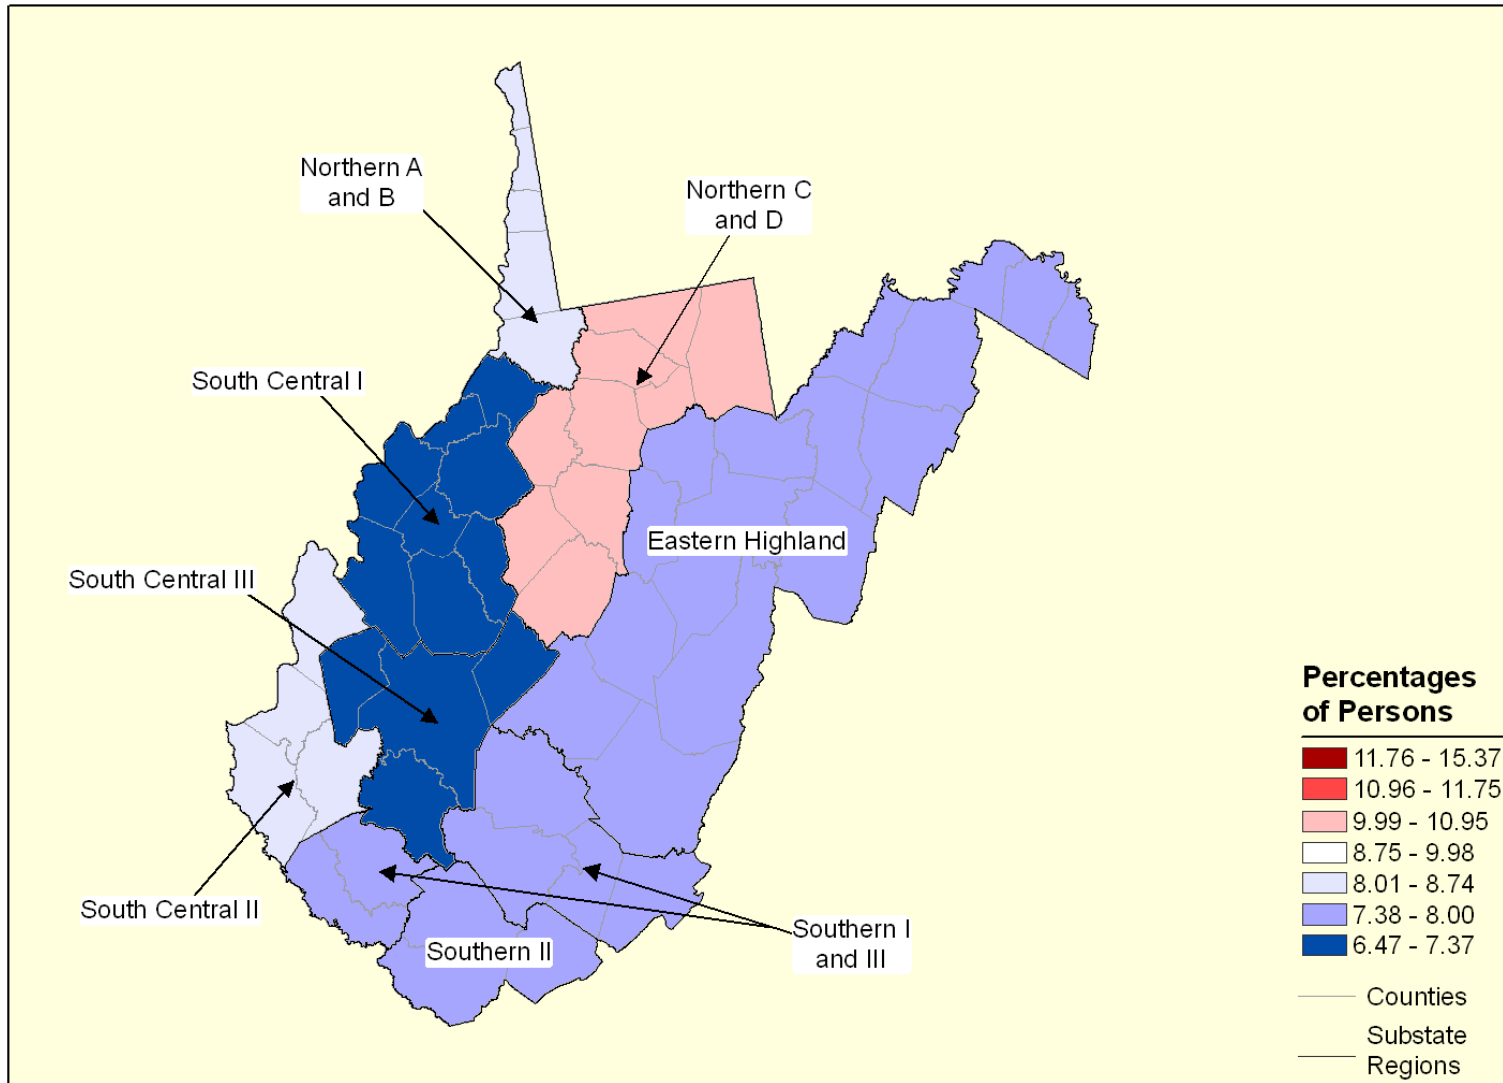 Northern A
and B
Northern C
and D
South Central I
Eastern Highland
South Central III
South Central II
Southern II
Southern I
and III
Percentages
of Persons
11.76 - 15.37
10.96 - 11.75
9.99 - 10.95
8.75 - 9.98
8.01 - 8.74
7.38 - 8.00
6.47 - 7.37
Counties
Substate
Regions